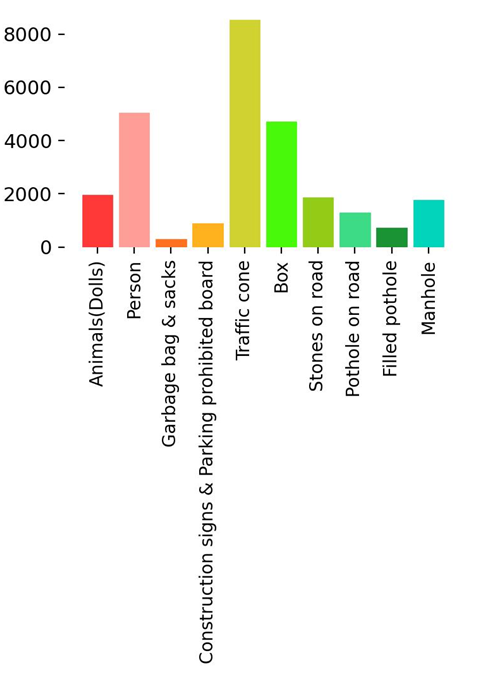 8000
6000
4000
2000
0
Animals(Dolls)
Person
Garbage bag & sacks
Construction signs & Parking prohibited board
Traffic cone
Box
Stones on road
Pothole on road
Filled pothole
Manhole